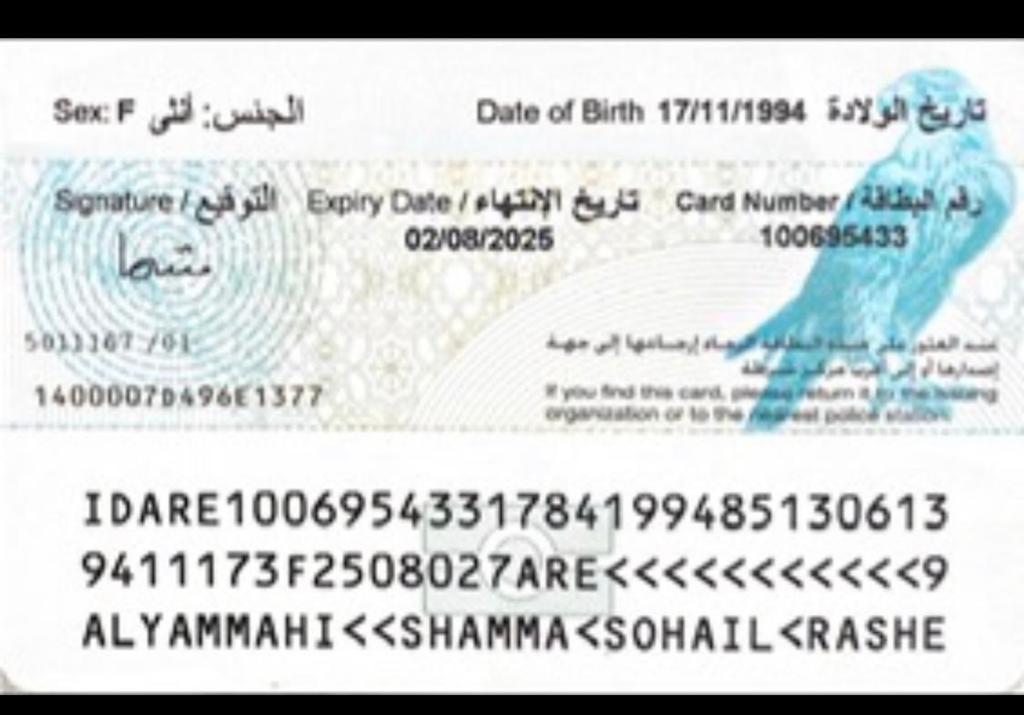 Sex: F الجنس: أنثى
Date of Birth 17/11/1994 تاريخ الولادة
Signature / التوقيع
Expiry Date / تاريخ الإنتهاء
02/08/2025
Card Number / رقم البطاقة
100695433
5011167 /01
1400007D496E1377
عند العثور على هذه البطاقة الرجاء إرجاعها إلى جهة
إصدارها أو إلى أقرب مركز شرطة
If you find this card, please return it to the issuing
organization or to the nearest police station.
IDARE1006954331784199485130613
9411173F2508027ARE<<<<<<<<<<<9
ALYAMMAHI<<SHAMMA<SOHAIL<RASHE